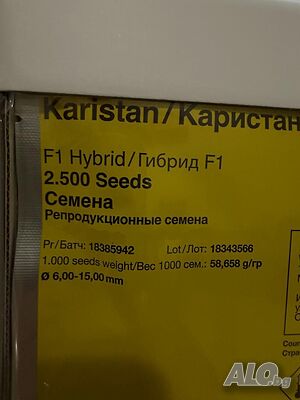 Karistan/Каристан
F1 Hybrid/Гибрид F1
2.500 Seeds
Семена
Репродукционные семена
Pr/Батч: 18385942 Lot/Лот: 18343566
1.000 seeds weight/Вес 1000 сем.: 58,658 g/гр
ø 6,00-15,00 mm
ALO.bg